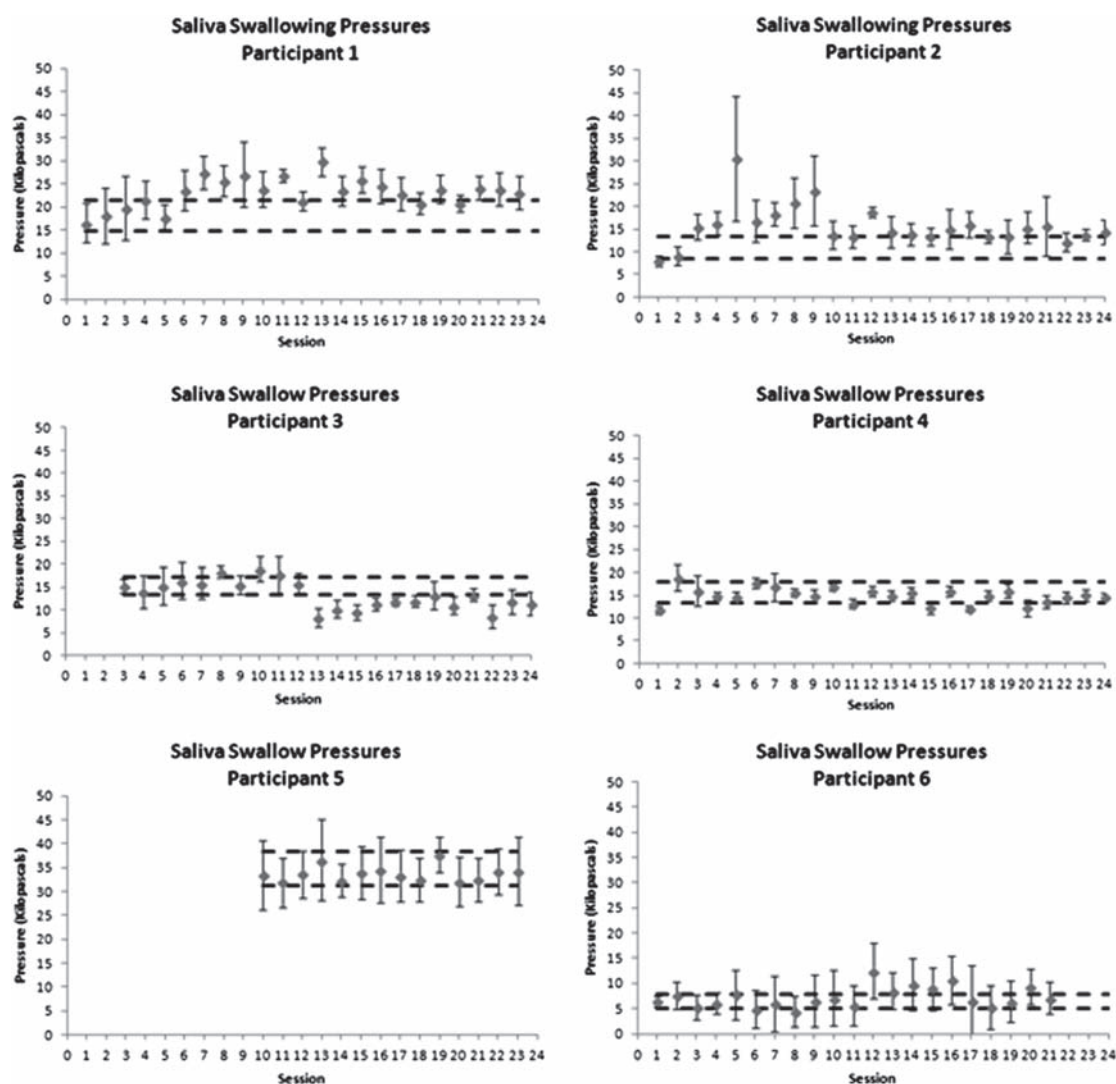 Saliva Swallowing Pressures
Participant 1
Pressure (Kilopascals)
50
45
40
35
30
25
20
15
10
5
0
0 1 2 3 4 5 6 7 8 9 10 11 12 13 14 15 16 17 18 19 20 21 22 23 24
Session
Saliva Swallowing Pressures
Participant 2
Pressure (Kilopascals)
50
45
40
35
30
25
20
15
10
5
0
0 1 2 3 4 5 6 7 8 9 10 11 12 13 14 15 16 17 18 19 20 21 22 23 24
Session
Saliva Swallow Pressures
Participant 3
Pressure (Kilopascals)
50
45
40
35
30
25
20
15
10
5
0
0 1 2 3 4 5 6 7 8 9 10 11 12 13 14 15 16 17 18 19 20 21 22 23 24
Session
Saliva Swallow Pressures
Participant 4
Pressure (Kilopascals)
50
45
40
35
30
25
20
15
10
5
0
0 1 2 3 4 5 6 7 8 9 10 11 12 13 14 15 16 17 18 19 20 21 22 23 24
Session
Saliva Swallow Pressures
Participant 5
Pressure (Kilopascals)
50
45
40
35
30
25
20
15
10
5
0
0 1 2 3 4 5 6 7 8 9 10 11 12 13 14 15 16 17 18 19 20 21 22 23 24
Session
Saliva Swallow Pressures
Participant 6
Pressure (Kilopascals)
50
45
40
35
30
25
20
15
10
5
0
0 1 2 3 4 5 6 7 8 9 10 11 12 13 14 15 16 17 18 19 20 21 22 23 24
Session